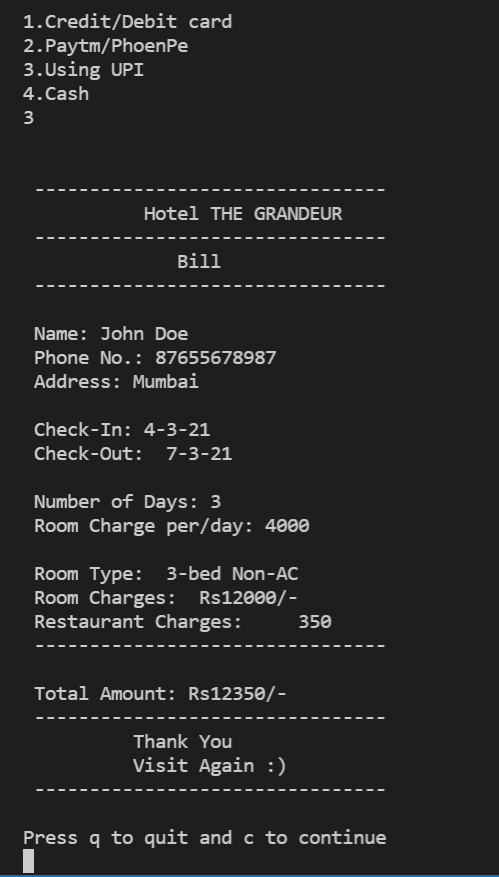 1.Credit/Debit card
2.Paytm/PhoenPe
3.Using UPI
4.Cash
3
--------------------------------
Hotel THE GRANDEUR
--------------------------------
Bill
--------------------------------
Name: John Doe
Phone No.: 87655678987
Address: Mumbai
Check-In: 4-3-21
Check-Out:  7-3-21
Number of Days: 3
Room Charge per/day: 4000
Room Type:  3-bed Non-AC
Room Charges:  Rs12000/-
Restaurant Charges:     350
--------------------------------
Total Amount: Rs12350/-
--------------------------------
Thank You
Visit Again :)
--------------------------------
Press q to quit and c to continue